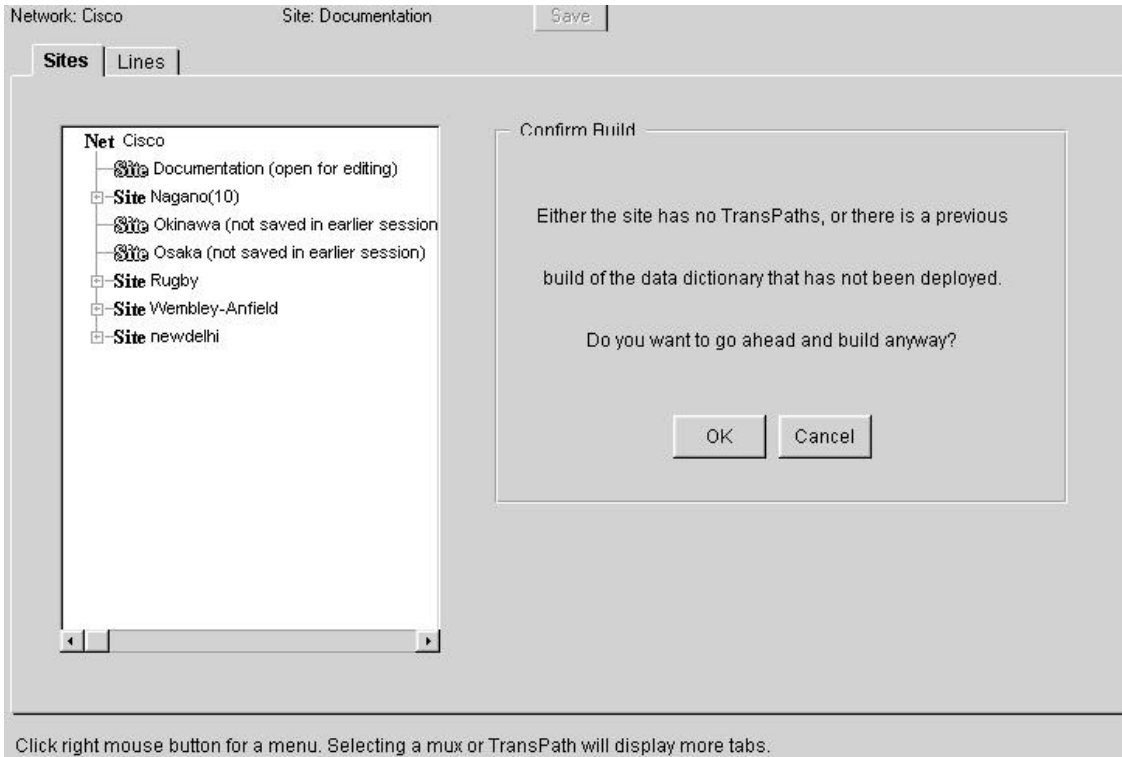 Network: Cisco
Site: Documentation
Save
Sites
Lines
Net Cisco
Site Documentation (open for editing)
Site Nagano(10)
Site Okinawa (not saved in earlier session
Site Osaka (not saved in earlier session)
Site Rugby
Site Wembley-Anfield
Site newdelhi
Confirm Build
Either the site has no TransPaths, or there is a previous
build of the data dictionary that has not been deployed.
Do you want to go ahead and build anyway?
OK
Cancel
Click right mouse button for a menu. Selecting a mux or TransPath will display more tabs.